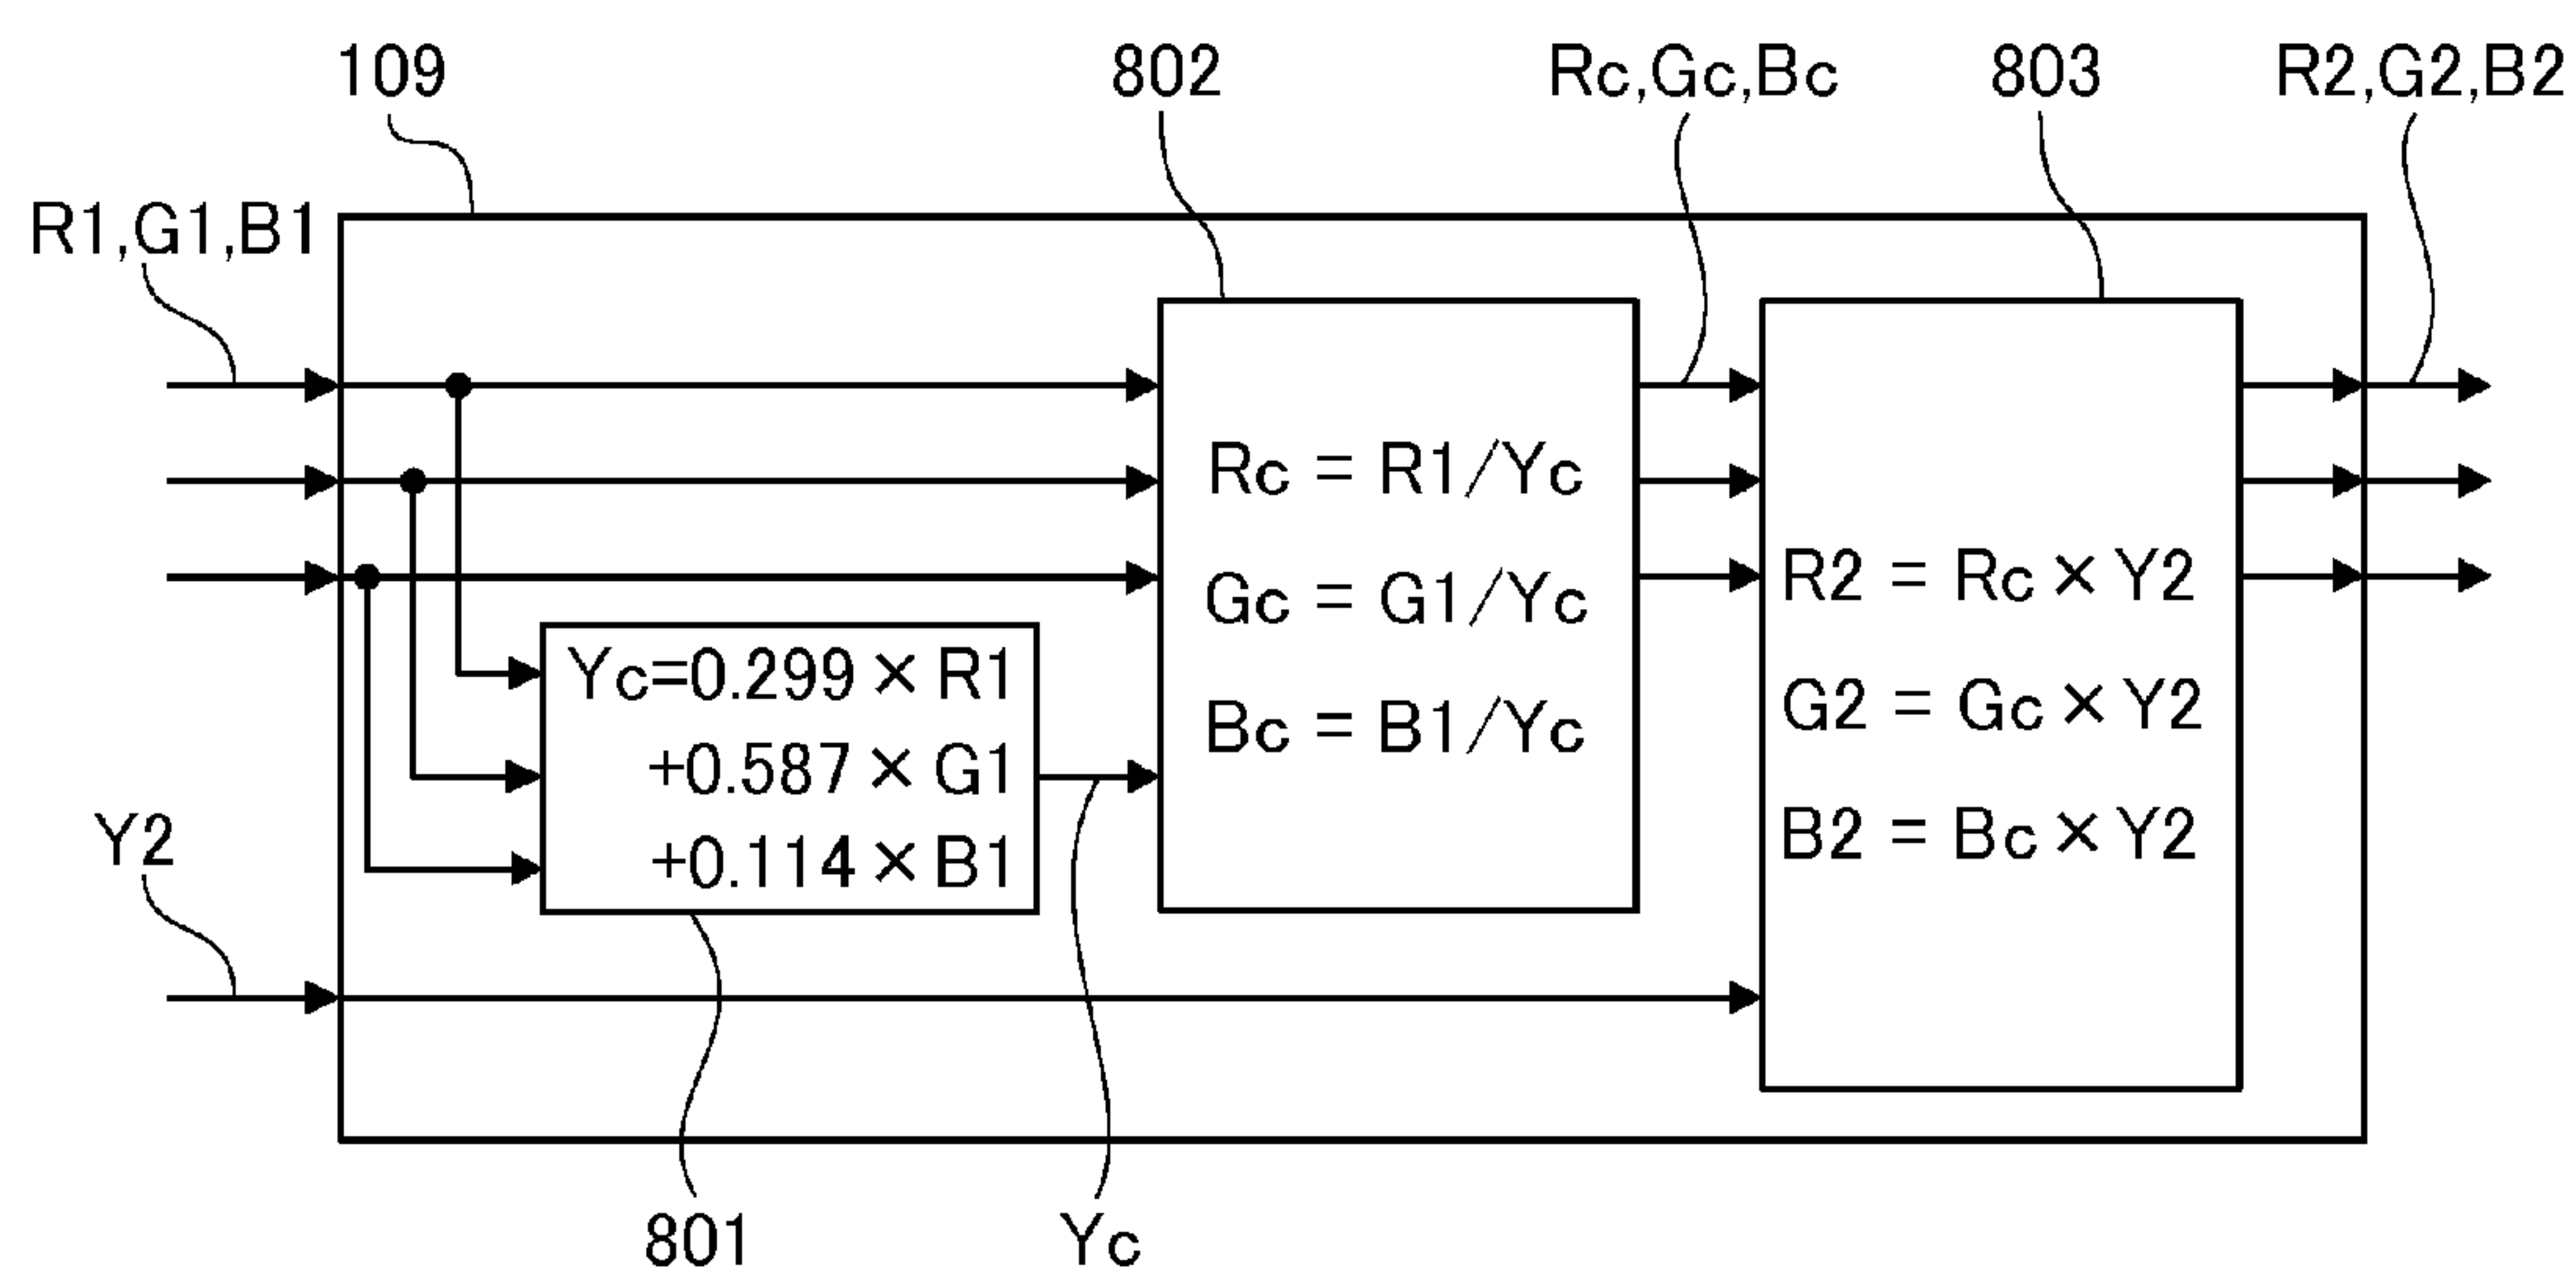 109
802
Rc,Gc,Bc
803
R2,G2,B2
R1,G1,B1
Rc = R1/Yc
Gc = G1/Yc
Bc = B1/Yc
R2 = Rc × Y2
G2 = Gc × Y2
B2 = Bc × Y2
Yc=0.299 × R1
+0.587 × G1
+0.114 × B1
Y2
801
Yc